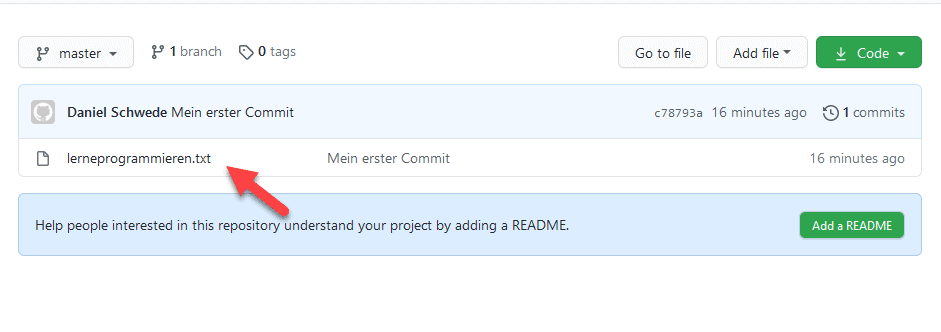 master 1 branch 0 tags Go to file Add file Code
Daniel Schwede Mein erster Commit c78793a 16 minutes ago 1 commits
lerneprogrammieren.txt Mein erster Commit 16 minutes ago
Help people interested in this repository understand your project by adding a README. Add a README